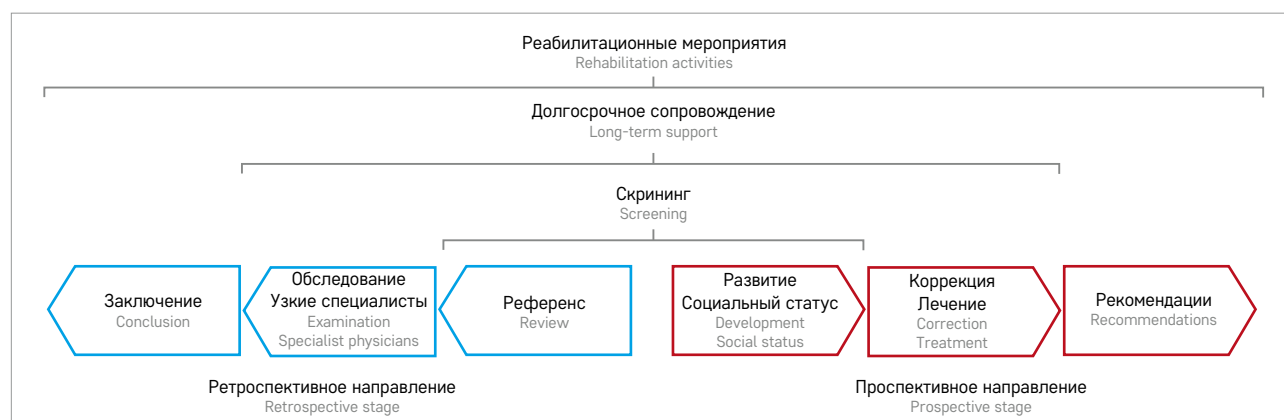 Реабилитационные мероприятия
Rehabilitation activities
Долгосрочное сопровождение
Long-term support
Скрининг
Screening
Заключение
Conclusion
Обследование
Узкие специалисты
Examination
Specialist physicians
Референс
Review
Развитие
Социальный статус
Development
Social status
Коррекция
Лечение
Correction
Treatment
Рекомендации
Recommendations
Ретроспективное направление
Retrospective stage
Проспективное направление
Prospective stage